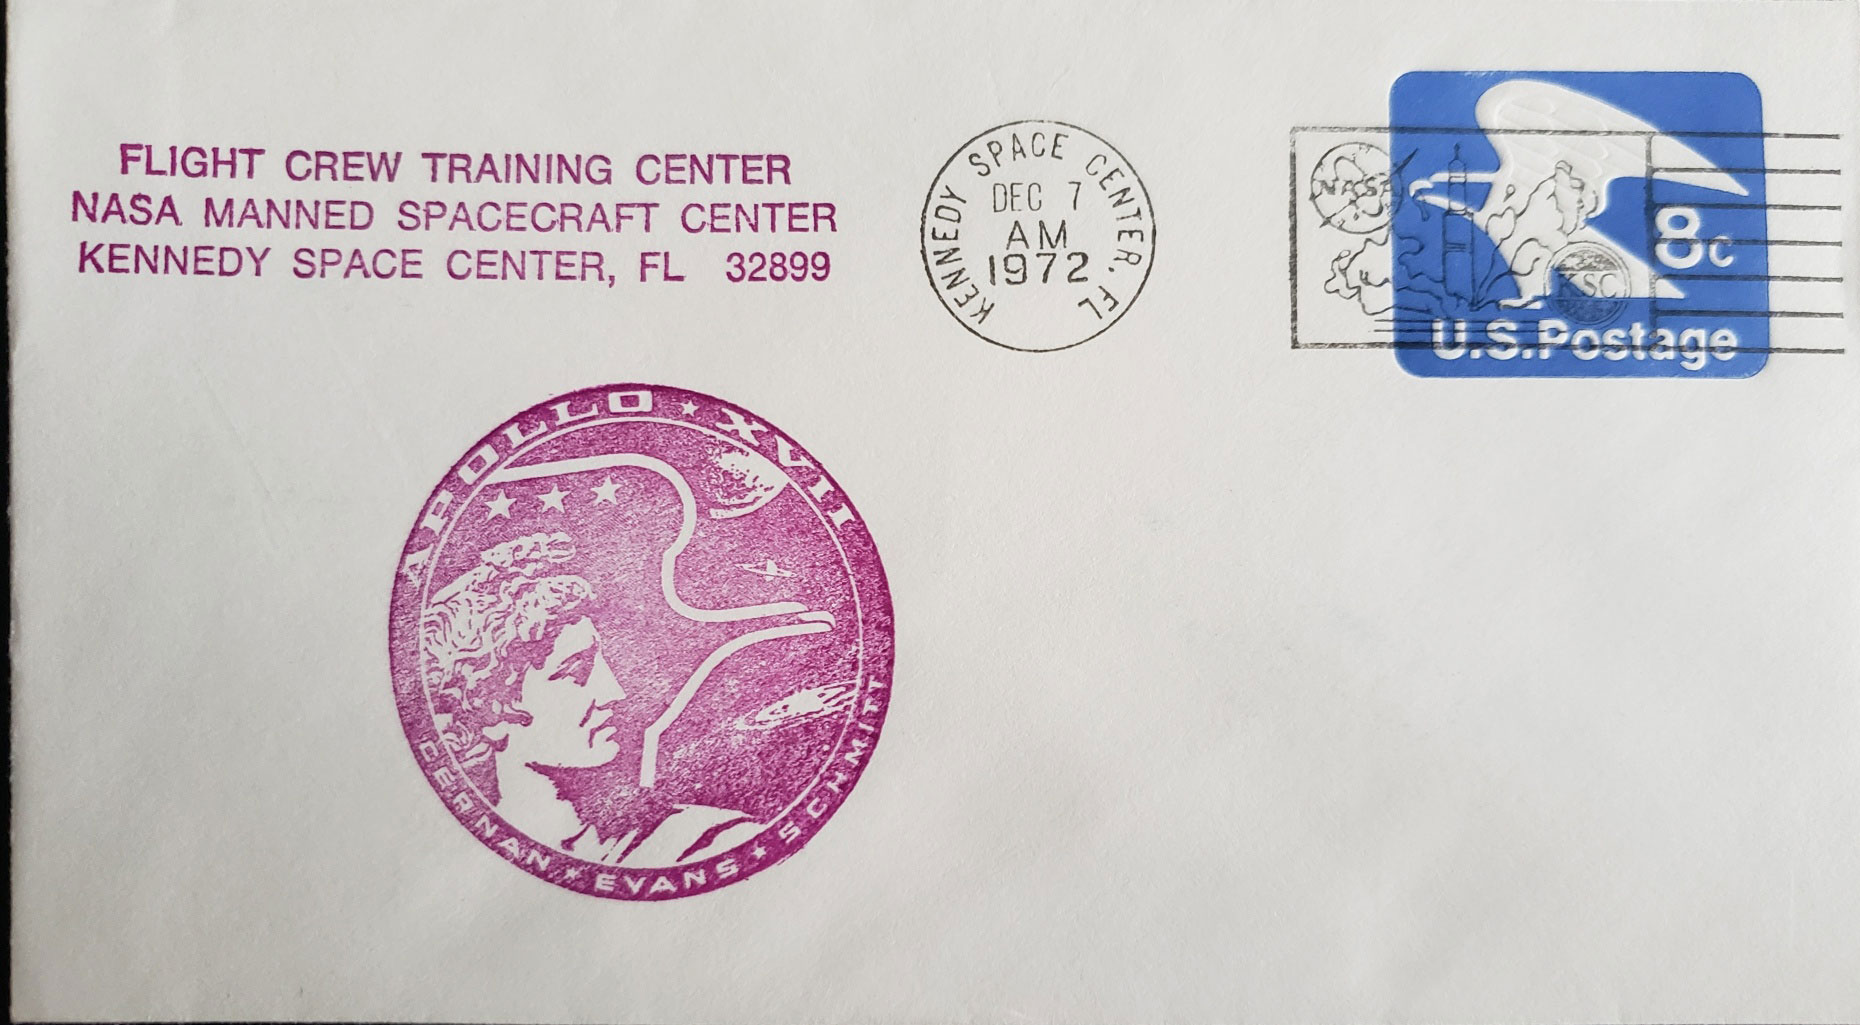 FLIGHT CREW TRAINING CENTER
NASA MANNED SPACECRAFT CENTER
KENNEDY SPACE CENTER, FL 32899
KENNEDY SPACE CENTER. FL
DEC 7
AM
1972
NASA
KSC
8c
U.S.Postage
APOLLO ★ XVII
CERNAN ★ EVANS ★ SCHMITT